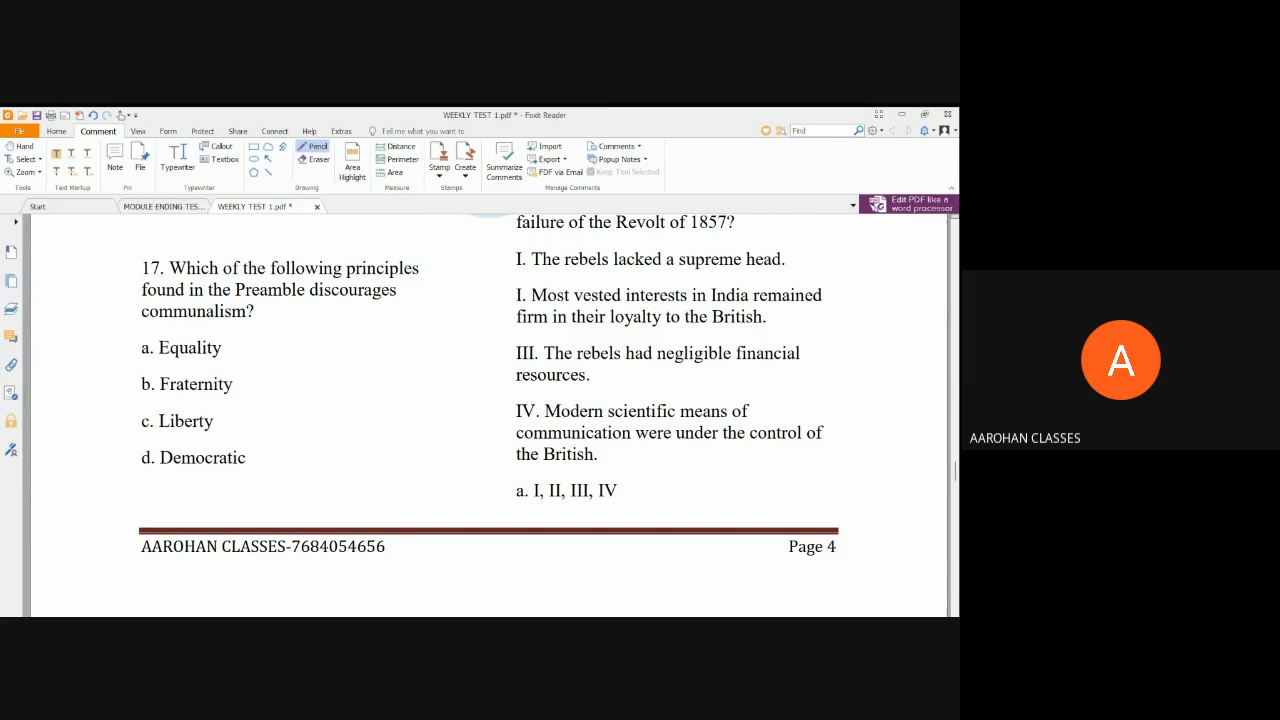 WEEKLY TEST 1.pdf * - Foxit Reader
File Home Comment View Form Protect Share Connect Help Extras Tell me what you want to Find
Hand
Select
Zoom
Tools
Text Markup
Note
File
Pin
Typewriter
Callout
Textbox
Typewriter
Pencil
Eraser
Drawing
Area Highlight
Distance
Perimeter
Area
Measure
Stamp
Create
Stamps
Summarize Comments
Import
Export
FDF via Email
Comments
Popup Notes
Keep Tool Selected
Manage Comments
Start
MODULE ENDING TES...
WEEKLY TEST 1.pdf *
Edit PDF like a
word processor
17. Which of the following principles
found in the Preamble discourages
communalism?
a. Equality
b. Fraternity
c. Liberty
d. Democratic
failure of the Revolt of 1857?
I. The rebels lacked a supreme head.
I. Most vested interests in India remained
firm in their loyalty to the British.
III. The rebels had negligible financial
resources.
IV. Modern scientific means of
communication were under the control of
the British.
a. I, II, III, IV
AAROHAN CLASSES-7684054656
Page 4
A
AAROHAN CLASSES